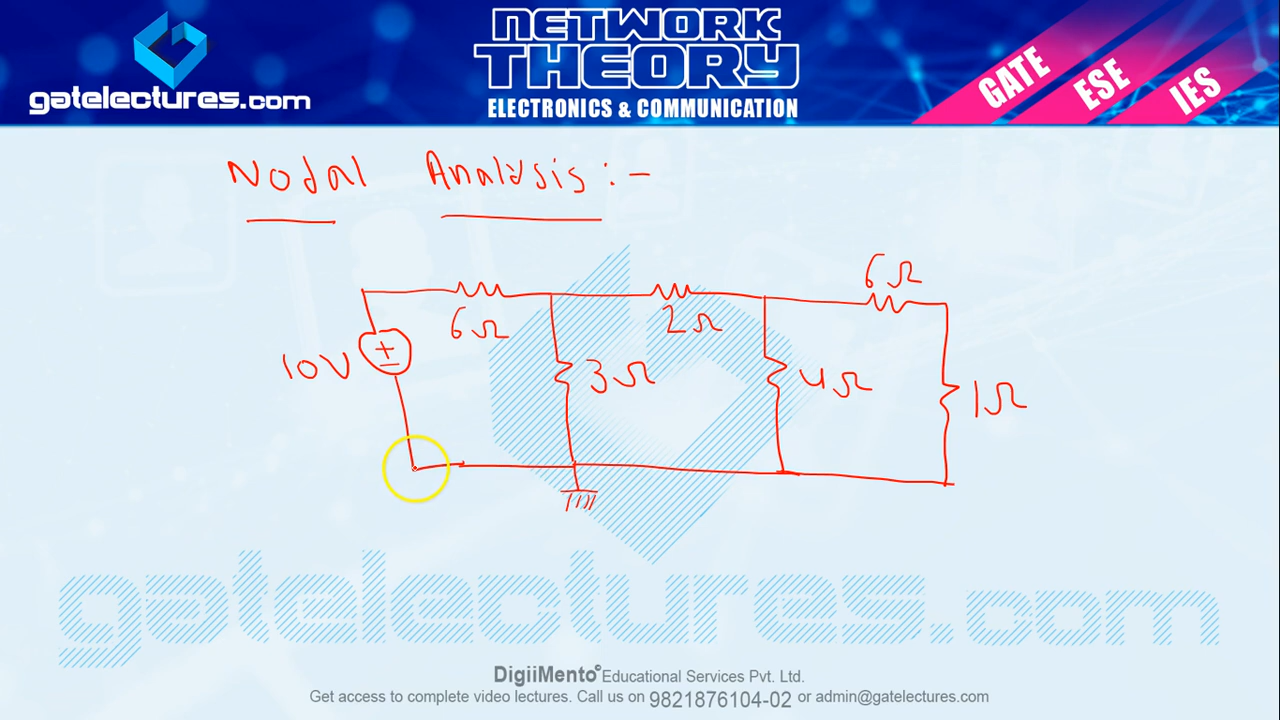 gatelectures.com
NETWORK
THEORY
ELECTRONICS & COMMUNICATION
GATE
ESE
IES
Nodal Analysis:-
6Ω
6Ω
2Ω
10V
±
3Ω
4Ω
1Ω
gatelectures.com
DigiiMento© Educational Services Pvt. Ltd.
Get access to complete video lectures. Call us on 9821876104-02 or admin@gatelectures.com